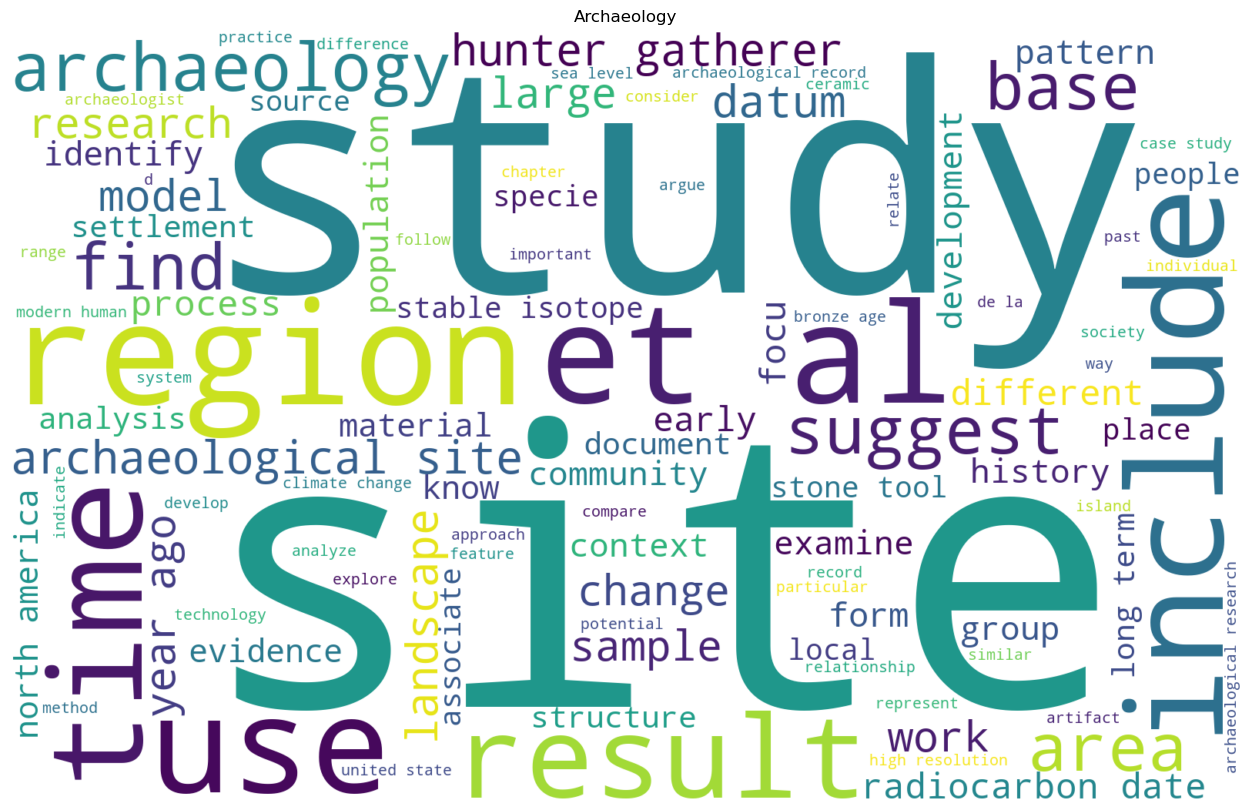 Archaeology
practice
difference
hunter gatherer
archaeology
pattern
sea level
archaeological record
ceramic
archaeologist
source
large
consider
datum
base
research
identify
population
study
development
case study
d
model
chapter
specie
argue
relate
people
settlement
follow
important
past
range
find
individual
modern human
process
stable isotope
focu
bronze age
de la
society
region
et al
include
system
way
different
analysis
material
early
suggest
place
archaeological site
document
history
climate change
know
community
stone tool
north america
indicate
time
year ago
develop
site
landscape
approach
feature
compare
island
analyze
context
examine
long term
explore
associate
change
record
particular
technology
potential
form
evidence
sample
local
group
relationship
similar
archaeological research
method
use
structure
represent
artifact
result
work
area
united state
high resolution
radiocarbon date